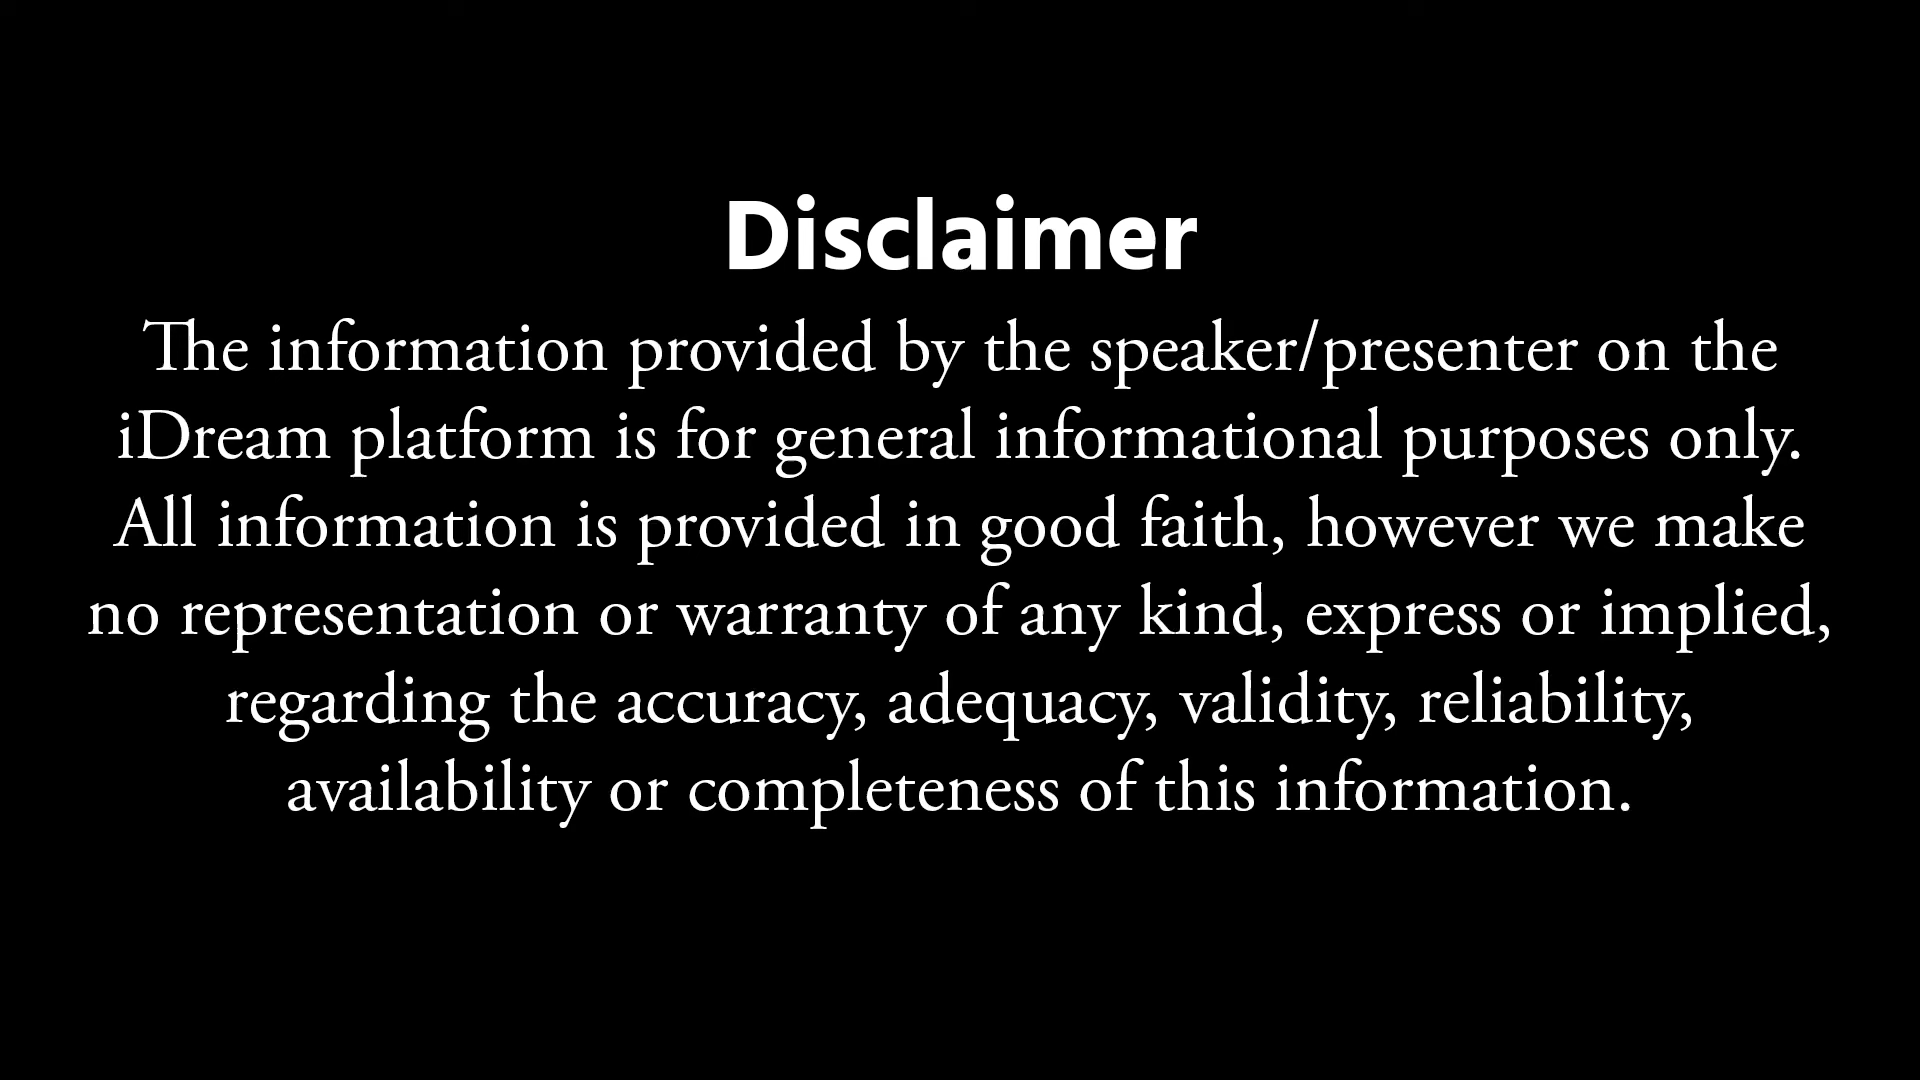 Disclaimer
The information provided by the speaker/presenter on the
iDream platform is for general informational purposes only.
All information is provided in good faith, however we make
no representation or warranty of any kind, express or implied,
regarding the accuracy, adequacy, validity, reliability,
availability or completeness of this information.